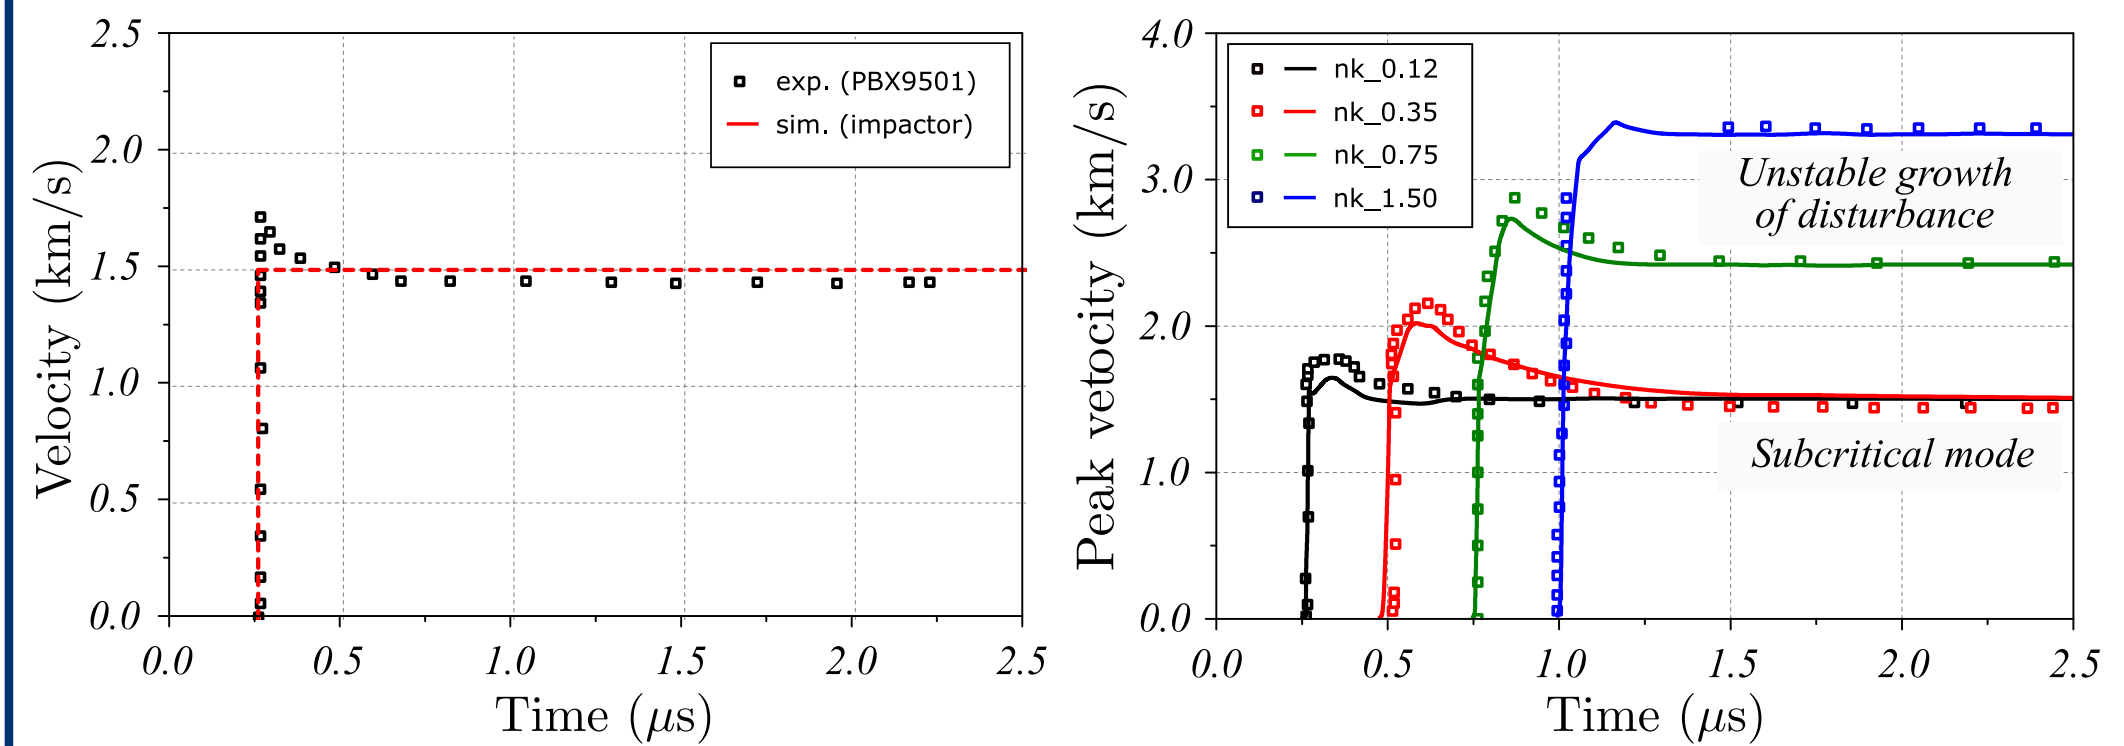 2.5
2.0
1.5
1.0
0.5
0.0
Velocity (km/s)
exp. (PBX9501)
sim. (impactor)
0.0 0.5 1.0 1.5 2.0 2.5
Time (μs)
4.0
3.0
2.0
1.0
0.0
Peak vetocity (km/s)
nk_0.12
nk_0.35
nk_0.75
nk_1.50
Unstable growth
of disturbance
Subcritical mode
0.0 0.5 1.0 1.5 2.0 2.5
Time (μs)